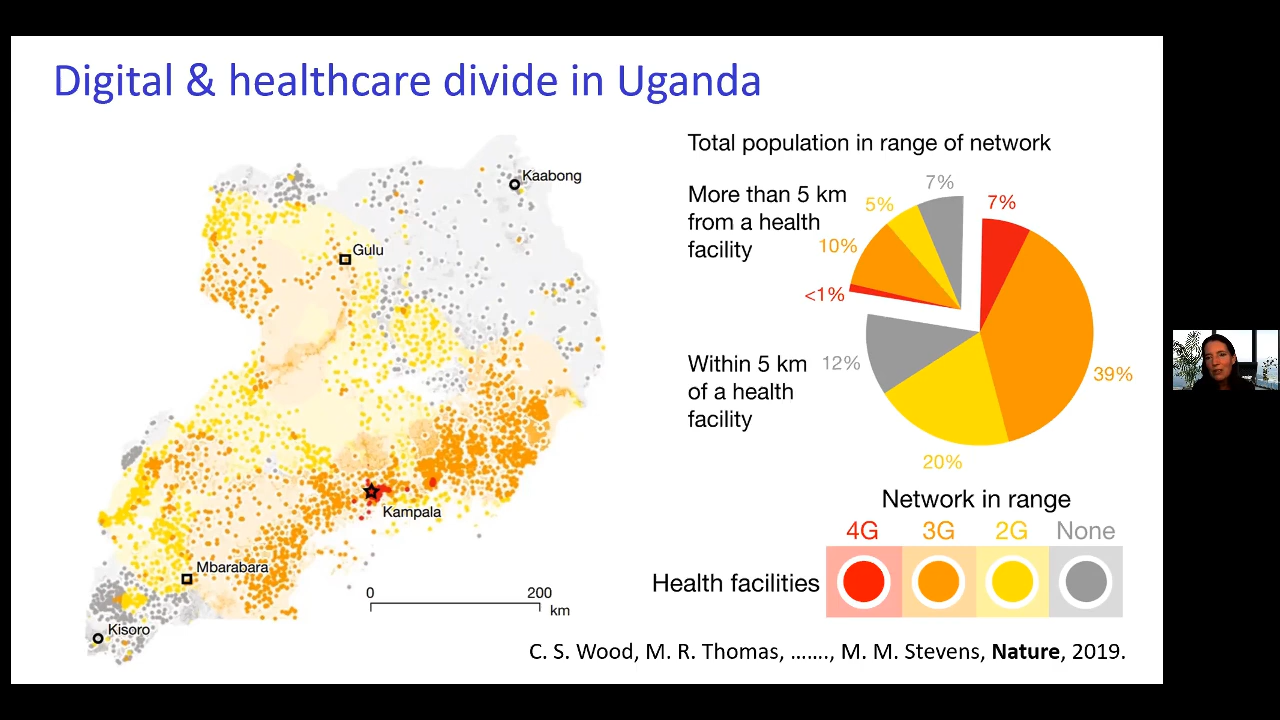 Digital & healthcare divide in Uganda
Kaabong
Gulu
Kampala
Mbarabara
Kisoro
0 200
km
Total population in range of network
More than 5 km
from a health
facility
7%
5%
10%
<1%
7%
39%
20%
12%
Within 5 km
of a health
facility
Network in range
4G 3G 2G None
Health facilities
C. S. Wood, M. R. Thomas, ……., M. M. Stevens, Nature, 2019.